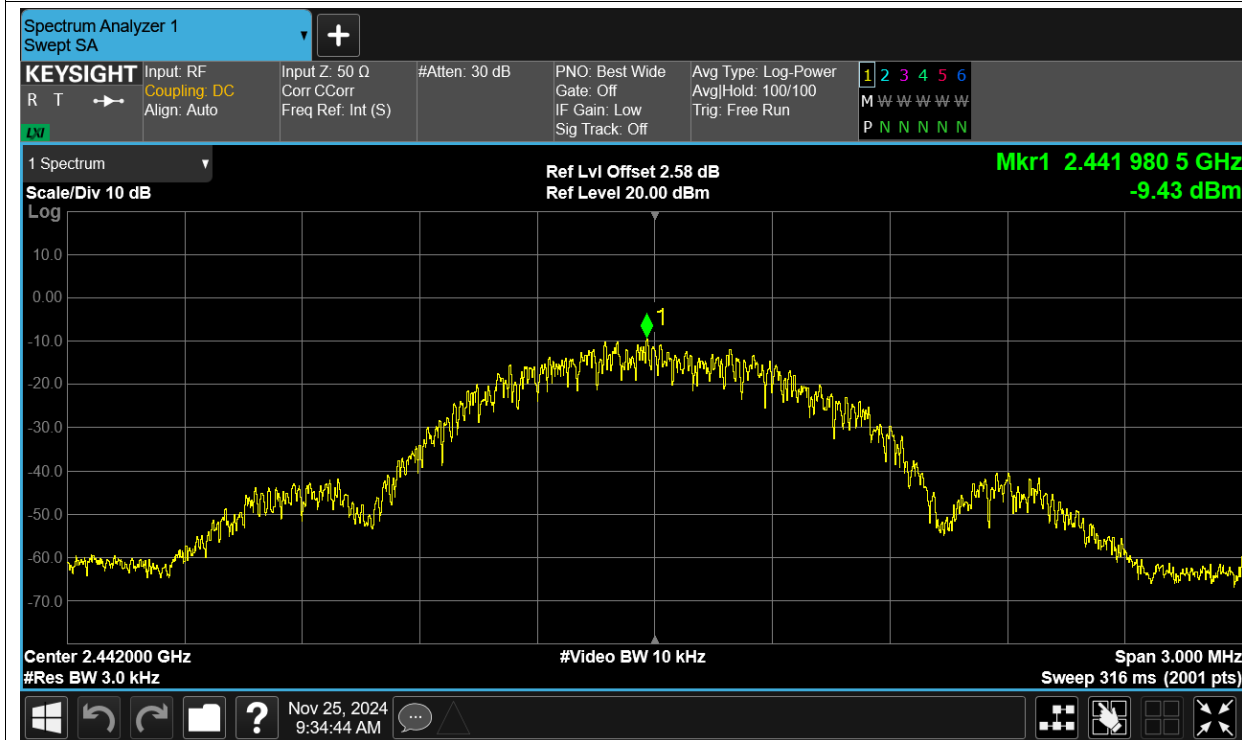 Spectrum Analyzer 1
Swept SA
+
KEYSIGHT
R T
LXI
Input: RF
Coupling: DC
Align: Auto
Input Z: 50 Ω
Corr CCorr
Freq Ref: Int (S)
#Atten: 30 dB
PNO: Best Wide
Gate: Off
IF Gain: Low
Sig Track: Off
Avg Type: Log-Power
Avg|Hold: 100/100
Trig: Free Run
1 2 3 4 5 6
M W W W W W
P N N N N N
1 Spectrum
Scale/Div 10 dB
Log
Ref Lvl Offset 2.58 dB
Ref Level 20.00 dBm
Mkr1 2.441 980 5 GHz
-9.43 dBm
10.0
0.00
-10.0
-20.0
-30.0
-40.0
-50.0
-60.0
-70.0
1
Center 2.442000 GHz
#Res BW 3.0 kHz
#Video BW 10 kHz
Span 3.000 MHz
Sweep 316 ms (2001 pts)
?
Nov 25, 2024
9:34:44 AM